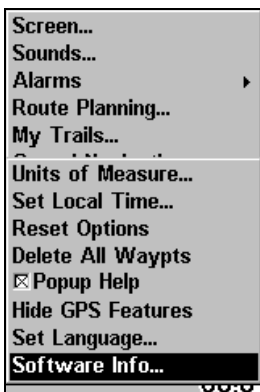 Screen...
Sounds...
Alarms
Route Planning...
My Trails...
Units of Measure...
Set Local Time...
Reset Options
Delete All Waypts
Popup Help
Hide GPS Features
Set Language...
Software Info...